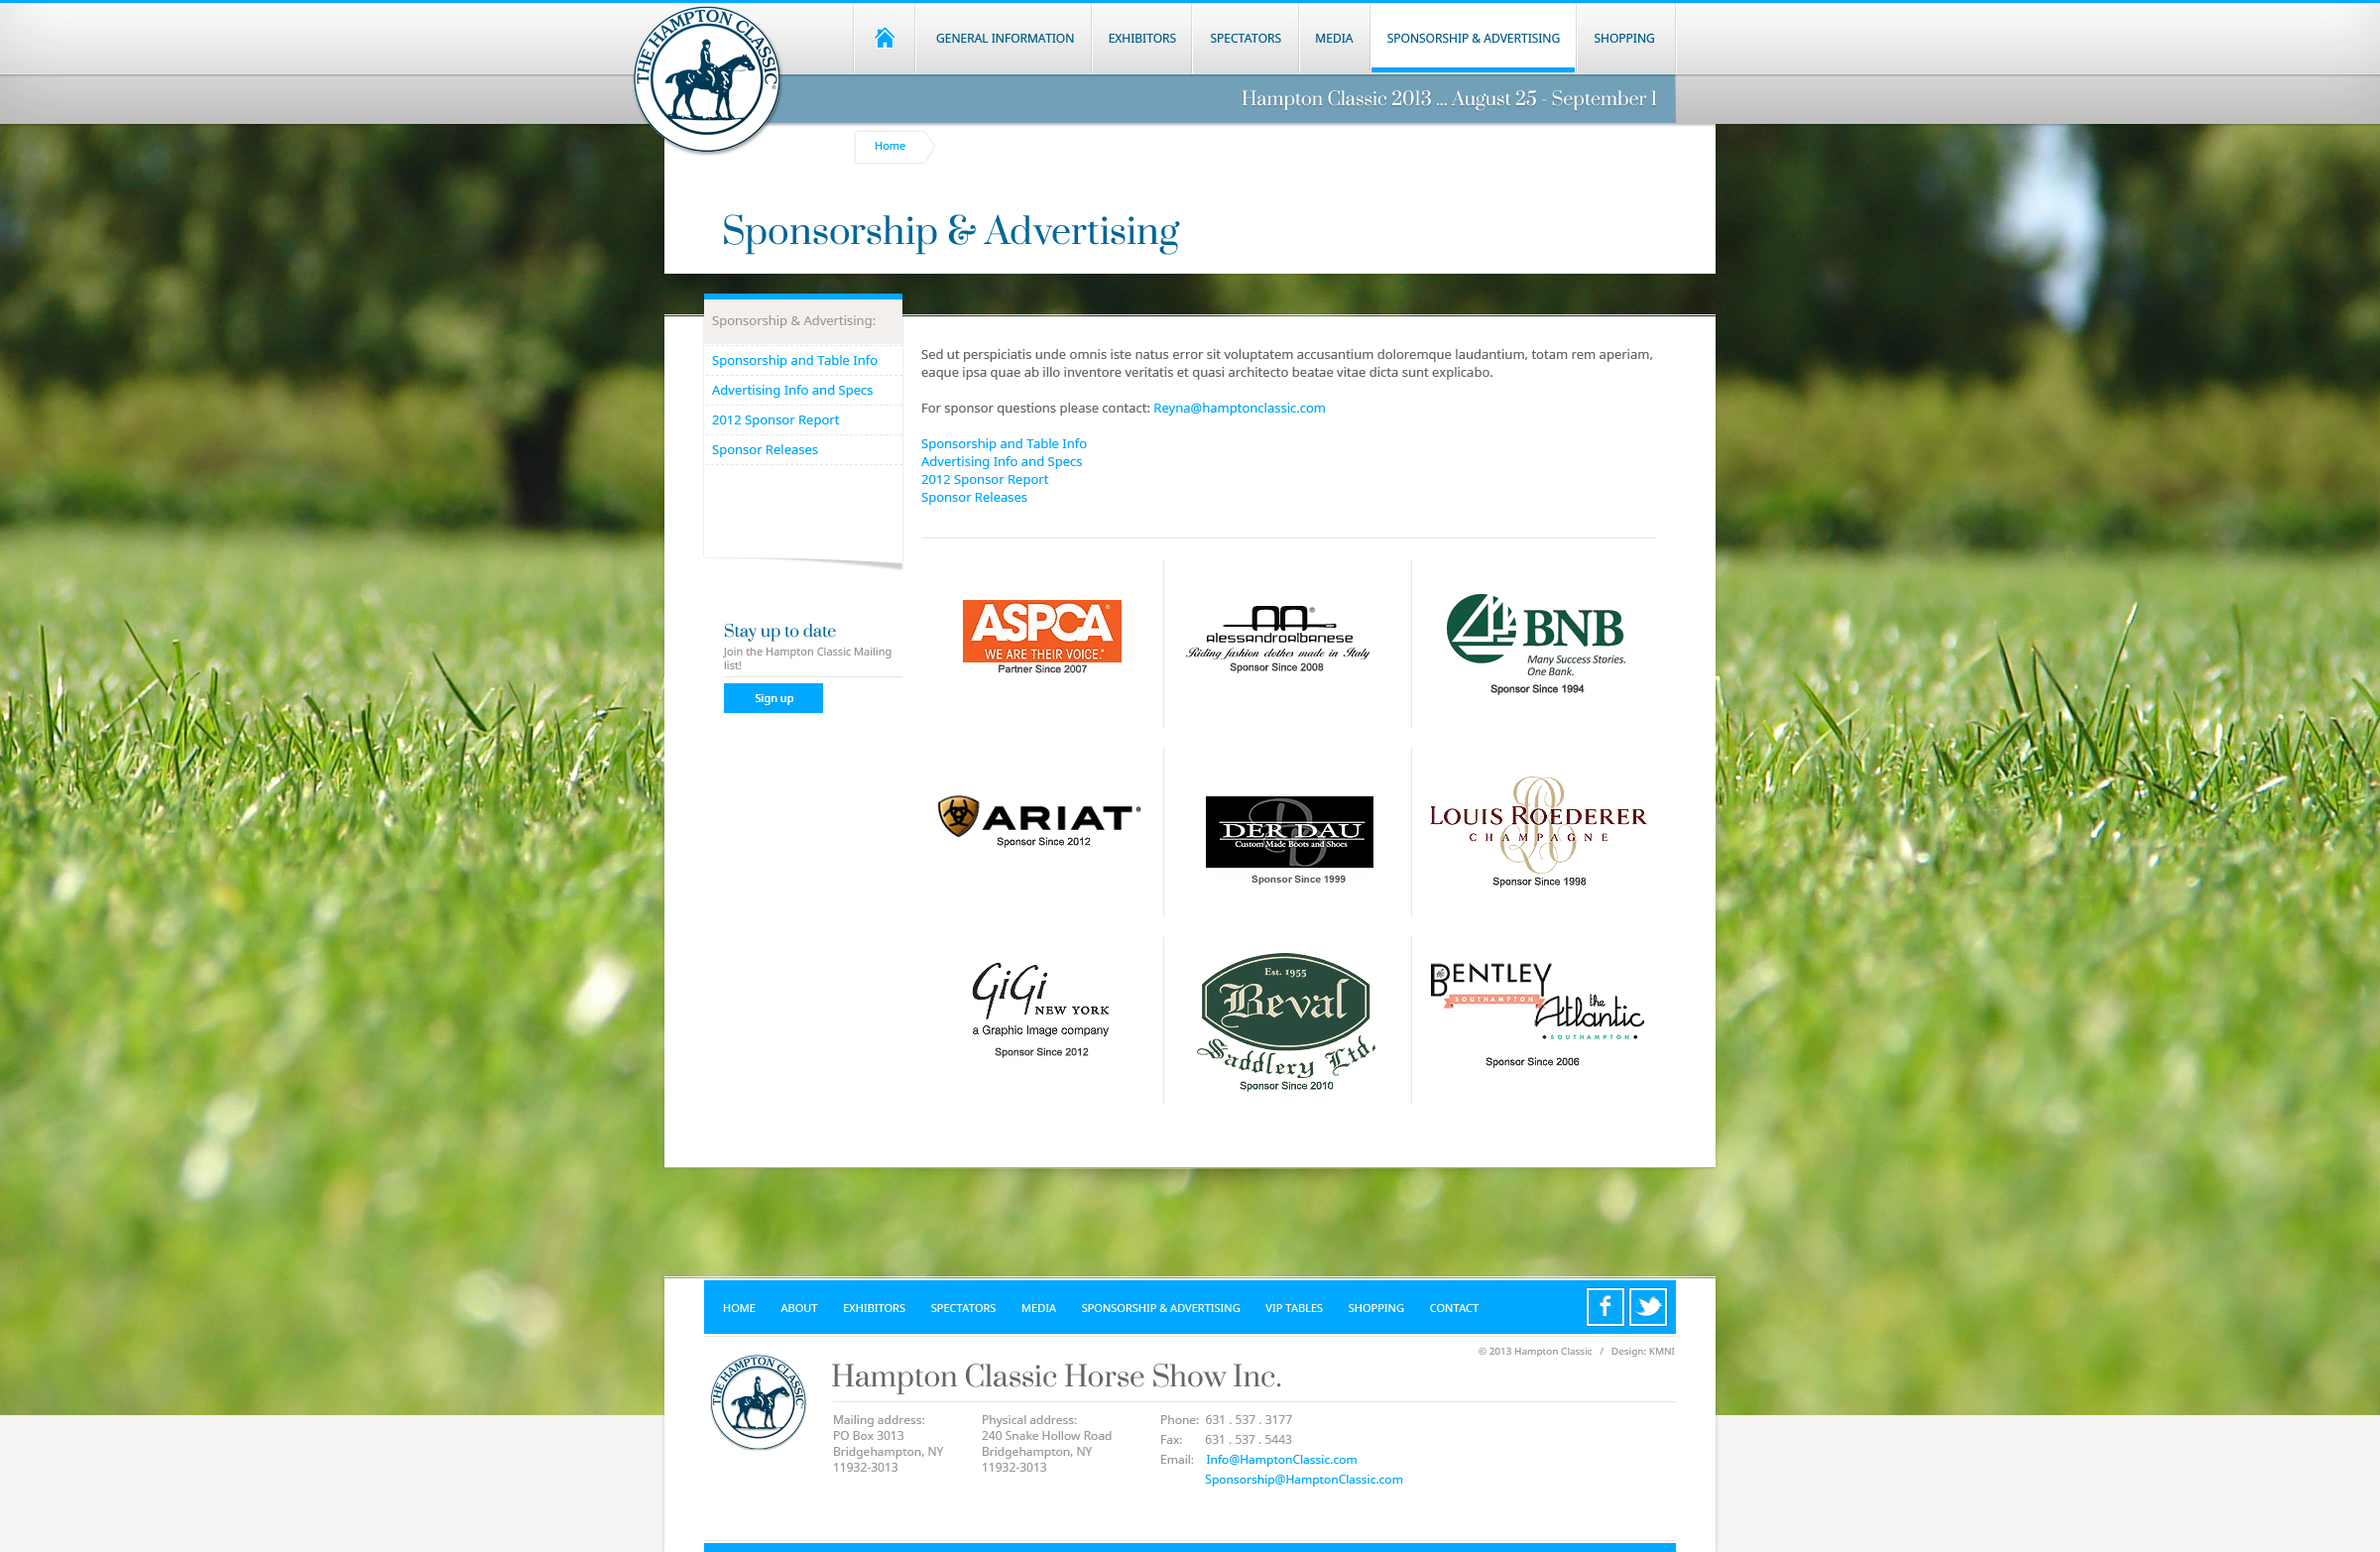 THE HAMPTON CLASSIC®
GENERAL INFORMATION
EXHIBITORS
SPECTATORS
MEDIA
SPONSORSHIP & ADVERTISING
SHOPPING
Hampton Classic 2013 ... August 25 - September 1
Home
Sponsorship & Advertising
Sponsorship & Advertising:
Sponsorship and Table Info
Advertising Info and Specs
2012 Sponsor Report
Sponsor Releases
Stay up to date
Join the Hampton Classic Mailing
list!
Sign up
Sed ut perspiciatis unde omnis iste natus error sit voluptatem accusantium doloremque laudantium, totam rem aperiam,
eaque ipsa quae ab illo inventore veritatis et quasi architecto beatae vitae dicta sunt explicabo.
For sponsor questions please contact: Reyna@hamptonclassic.com
Sponsorship and Table Info
Advertising Info and Specs
2012 Sponsor Report
Sponsor Releases
ASPCA®
WE ARE THEIR VOICE.®
Partner Since 2007
®
alessandroalbanese
Riding fashion clothes made in Italy
Sponsor Since 2008
BNB
Many Success Stories.
One Bank.
Sponsor Since 1994
ARIAT®
Sponsor Since 2012
DER DAU
Custom Made Boots and Shoes
Sponsor Since 1999
LOUIS ROEDERER
CHAMPAGNE
Sponsor Since 1998
GiGi
NEW YORK
a Graphic Image company
Sponsor Since 2012
Est. 1955
Beval
Saddlery Ltd.
Sponsor Since 2010
the BENTLEY
SOUTHAMPTON
the
Atlantic
SOUTHAMPTON
Sponsor Since 2006
HOME
ABOUT
EXHIBITORS
SPECTATORS
MEDIA
SPONSORSHIP & ADVERTISING
VIP TABLES
SHOPPING
CONTACT
© 2013 Hampton Classic / Design: KMNI
THE HAMPTON CLASSIC
Hampton Classic Horse Show Inc.
Mailing address:
PO Box 3013
Bridgehampton, NY
11932-3013
Physical address:
240 Snake Hollow Road
Bridgehampton, NY
11932-3013
Phone: 631 . 537 . 3177
Fax: 631 . 537 . 5443
Email: Info@HamptonClassic.com
Sponsorship@HamptonClassic.com